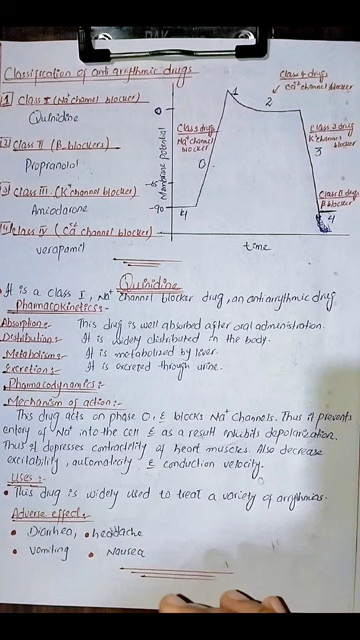 Classification of anti arrythmic drugs
1 Class I (Na⁺ channel blocker)
Quinidine
2 Class II (β-blockers)
Propranolol
3 Class III (K⁺ channel blocker)
Amiodarone
4 Class IV (Ca⁺² channel blocker)
verapamil
Membrane potential
0
-90
time
1
2
0
3
4
4
Class I drug
Na⁺ channel
blocker
Class 4 drug
Ca⁺² channel blocker
Class 3 drug
K⁺ channel blocker
Class II drug
β blocker
Quinidine
• It is a class I, Na⁺ channel blocker drug, an antiarrythmic drug
Phamacokinetics:-
Absorption:- This drug is well absorbed after oral administration.
Distribution:- It is widely distributed in the body.
Metabolism:- It is metabolized by lever.
Excretion:- It is excreted through urine.
Phamacodynamics:-
Mechanism of action:-
This drug acts on phase 0, & blocks Na⁺ Channels. Thus it prevents
entery of Na⁺ into the cell & as a result inhibits depolarization.
Thus it depresses contractility of heart muscles. Also decrease
excitability, automaticity & conduction velocity.
Uses:-
• This drug is widely used to treat a variety of arrythmias.
Adverse effect:-
• Diarrhea, • headache
• Vomiting • Nausea